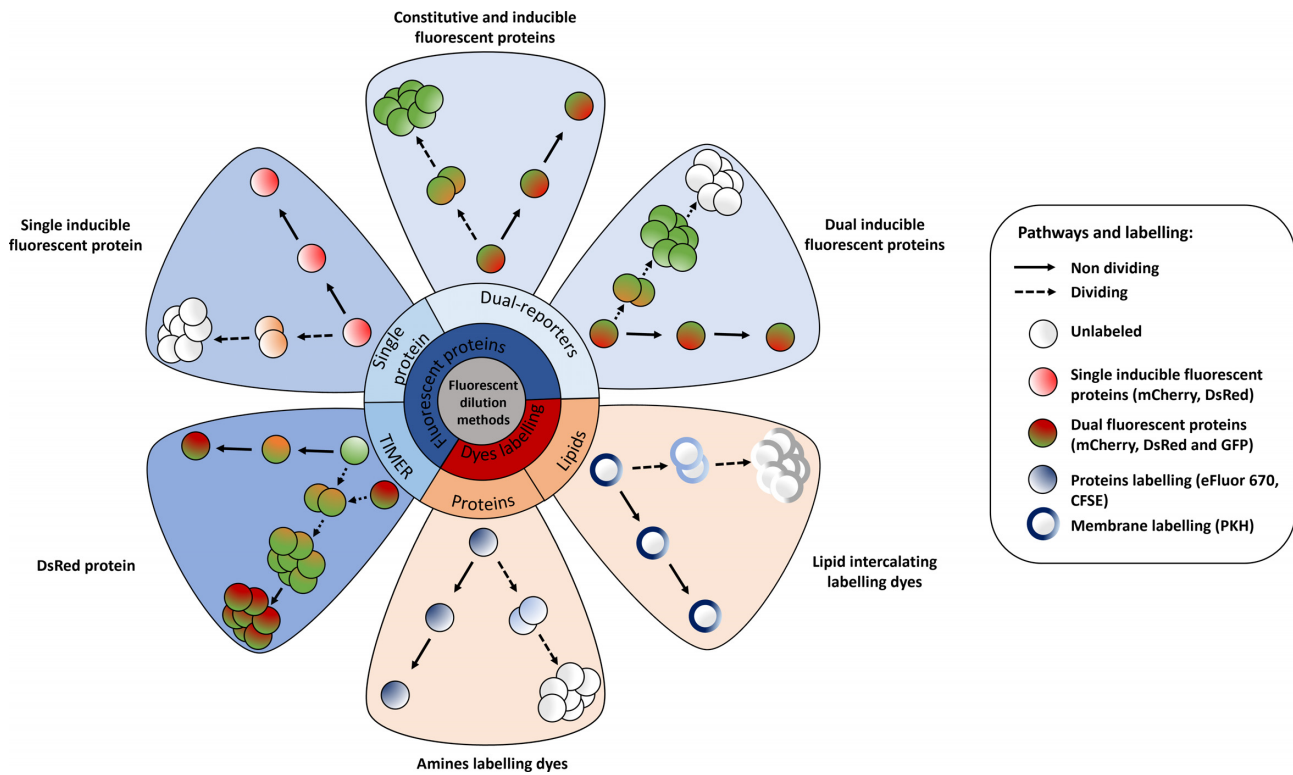 Constitutive and inducible
fluorescent proteins
Single inducible
fluorescent protein
Dual inducible
fluorescent proteins
Dual-reporters
Single
protein
Fluorescent proteins
Fluorescent
dilution
methods
Dyes labelling
TIMER
Proteins
Lipids
DsRed protein
Lipid intercalating
labelling dyes
Amines labelling dyes
Pathways and labelling:
Non dividing
Dividing
Unlabeled
Single inducible fluorescent
proteins (mCherry, DsRed)
Dual fluorescent proteins
(mCherry, DsRed and GFP)
Proteins labelling (eFluor 670,
CFSE)
Membrane labelling (PKH)